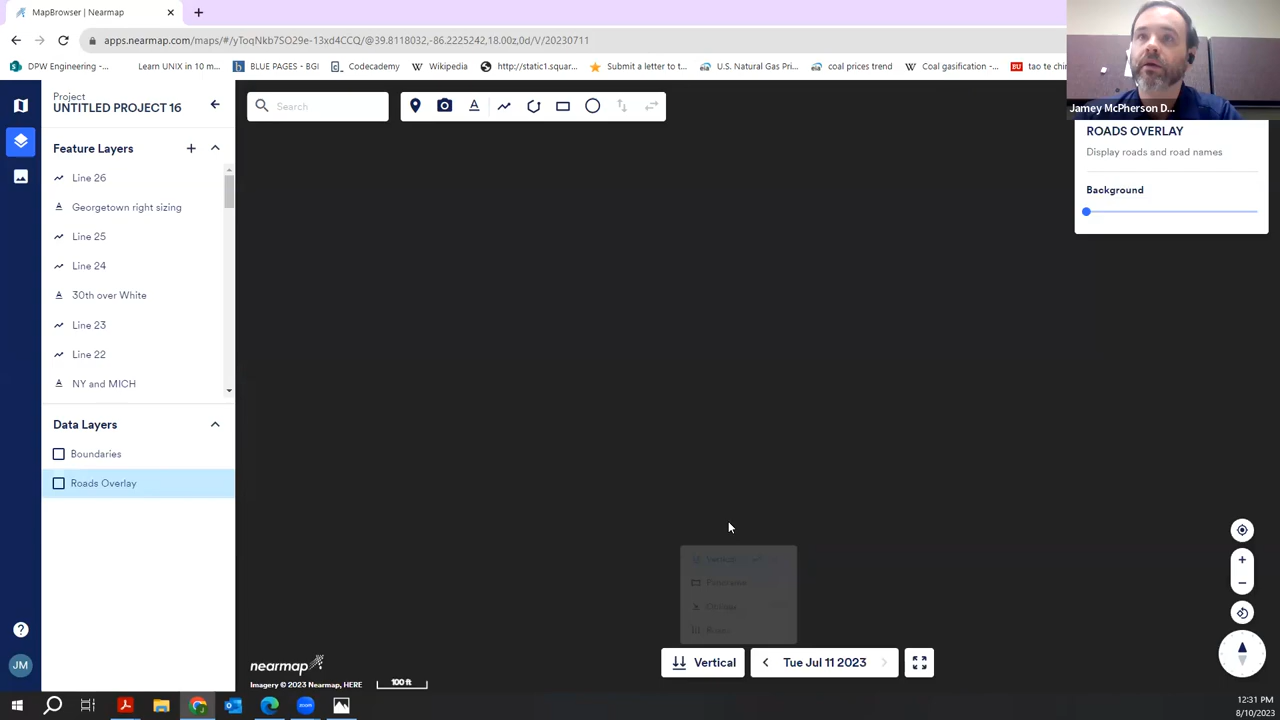 MapBrowser | Nearmap
apps.nearmap.com/maps/#/yToqNkb7SO29e-13xd4CCQ/@39.8118032,-86.2225242,18.00z,0d/V/20230711
DPW Engineering -... Learn UNIX in 10 m... BLUE PAGES - BGI Codecademy Wikipedia http://static1.squar... Submit a letter to t... U.S. Natural Gas Pri... coal prices trend Coal gasification -... tao te ch
Jamey McPherson D...
Project
UNTITLED PROJECT 16
Search
ROADS OVERLAY
Display roads and road names
Background
Feature Layers
Line 26
Georgetown right sizing
Line 25
Line 24
30th over White
Line 23
Line 22
NY and MICH
Data Layers
Boundaries
Roads Overlay
Vertical
Panorama
Oblique
nearmap
Imagery © 2023 Nearmap, HERE
100 ft
Vertical
Tue Jul 11 2023
JM
12:31 PM
8/10/2023